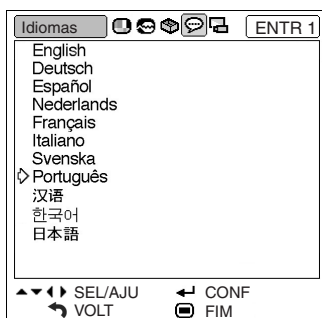 Idiomas ENTR 1
English
Deutsch
Español
Nederlands
Français
Italiano
Svenska
Português
汉语
한국어
日本語
SEL/AJU CONF
VOLT FIM